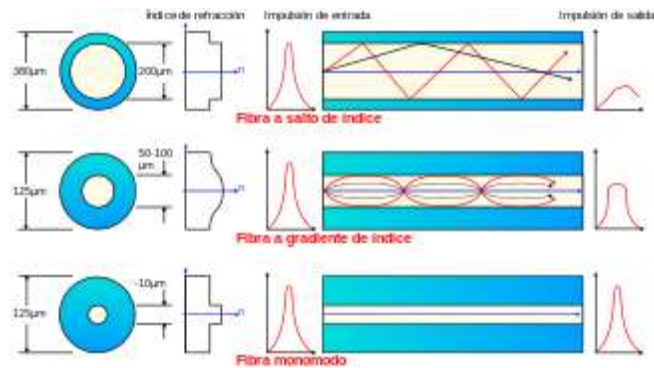 Índice de refracción
Impulsión de entrada
Impulsión de salida
380µm
200µm
n
Fibra a salto de índice
125µm
50-100
µm
n
Fibra a gradiente de índice
125µm
~10µm
n
Fibra monomodo